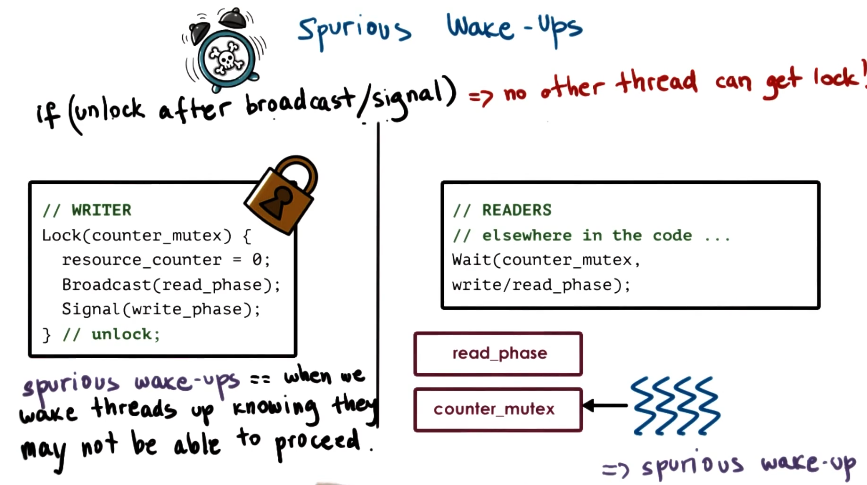 Spurious Wake-Ups
if (unlock after broadcast/signal) => no other thread can get lock!
// WRITER
Lock(counter_mutex) {
resource_counter = 0;
Broadcast(read_phase);
Signal(write_phase);
} // unlock;
// READERS
// elsewhere in the code ...
Wait(counter_mutex,
write/read_phase);
read_phase
counter_mutex
spurious wake-ups == when we
wake threads up knowing they
may not be able to proceed.
=> spurious wake-up